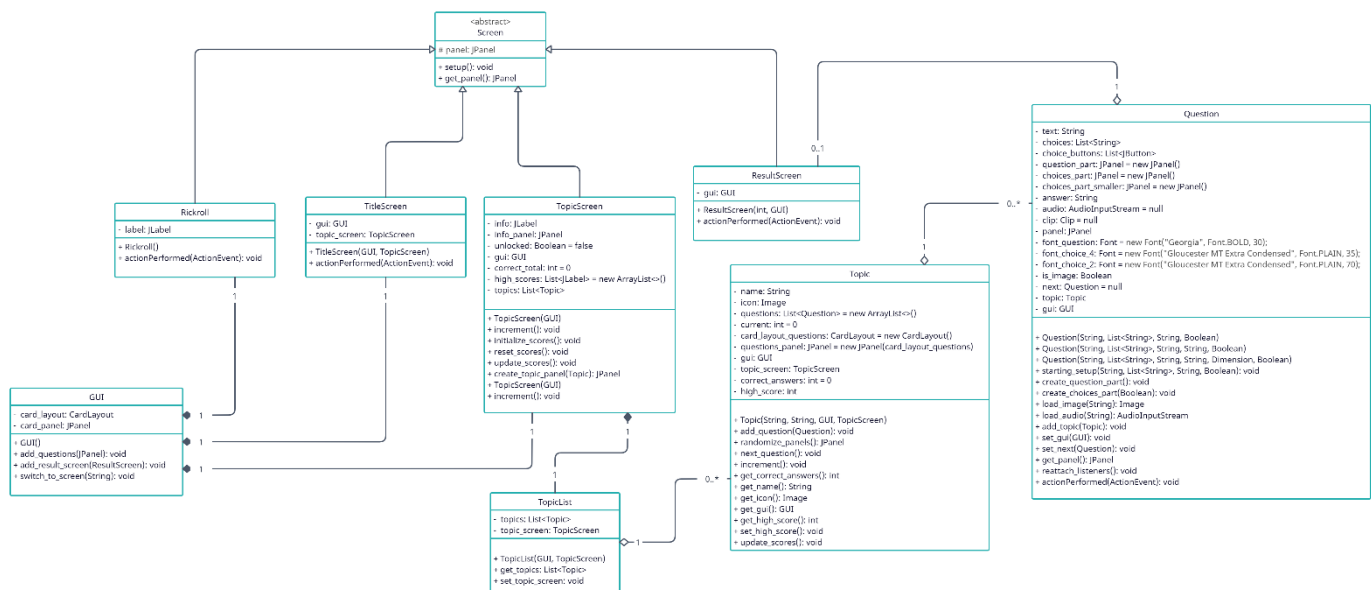 <abstract>
Screen
# panel: JPanel
+ setup(): void
+ get_panel(): JPanel
Rickroll
- label: JLabel
+ Rickroll()
+ actionPerformed(ActionEvent): void
1
TitleScreen
- gui: GUI
- topic_screen: TopicScreen
+ TitleScreen(GUI, TopicScreen)
+ actionPerformed(ActionEvent): void
1
TopicScreen
- info: JLabel
- info_panel: JPanel
- unlocked: Boolean = false
- gui: GUI
- correct_total: int = 0
- high_scores: List<JLabel> = new ArrayList<>()
- topics: List<Topic>
+ TopicScreen(GUI)
+ increment(): void
+ initialize_scores(): void
+ reset_scores(): void
+ update_scores(): void
+ create_topic_panel(Topic): JPanel
+ TopicScreen(GUI)
+ increment(): void
1
1
ResultScreen
- gui: GUI
+ ResultScreen(int, GUI)
+ actionPerformed(ActionEvent): void
0..1
1
Question
- text: String
- choices: List<String>
- choice_buttons: List<JButton>
- question_part: JPanel = new JPanel()
- choices_part: JPanel = new JPanel()
- choices_part_smaller: JPanel = new JPanel()
- answer: String
- audio: AudioInputStream = null
- clip: Clip = null
- panel: JPanel
- font_question: Font = new Font("Georgia", Font.BOLD, 30);
- font_choice_4: Font = new Font("Gloucester MT Extra Condensed", Font.PLAIN, 35);
- font_choice_2: Font = new Font("Gloucester MT Extra Condensed", Font.PLAIN, 70);
- is_image: Boolean
- next: Question = null
- topic: Topic
- gui: GUI
+ Question(String, List<String>, String, Boolean)
+ Question(String, List<String>, String, String, Boolean)
+ Question(String, List<String>, String, String, Dimension, Boolean)
+ starting_setup(String, List<String>, String, Boolean): void
+ create_question_part(): void
+ create_choices_part(Boolean): void
+ load_image(String): Image
+ load_audio(String): AudioInputStream
+ add_topic(Topic): void
+ set_gui(GUI): void
+ set_next(Question): void
+ get_panel(): JPanel
+ reattach_listeners(): void
+ actionPerformed(ActionEvent): void
0..*
1
Topic
- name: String
- icon: Image
- questions: List<Question> = new ArrayList<>()
- current: int = 0
- card_layout_questions: CardLayout = new CardLayout()
- questions_panel: JPanel = new JPanel(card_layout_questions)
- gui: GUI
- topic_screen: TopicScreen
- correct_answers: int = 0
- high_score: int
+ Topic(String, String, GUI, TopicScreen)
+ add_question(Question): void
+ randomize_panels(): JPanel
+ next_question(): void
+ increment(): void
+ get_correct_answers(): int
+ get_name(): String
+ get_icon(): Image
+ get_gui(): GUI
+ get_high_score(): int
+ set_high_score(): void
+ update_scores(): void
0..*
GUI
- card_layout: CardLayout
- card_panel: JPanel
+ GUI()
+ add_questions(JPanel): void
+ add_result_screen(ResultScreen): void
+ switch_to_screen(String): void
1
1
1
1
TopicList
- topics: List<Topic>
- topic_screen: TopicScreen
+ TopicList(GUI, TopicScreen)
+ get_topics: List<Topic>
+ set_topic_screen: void
1